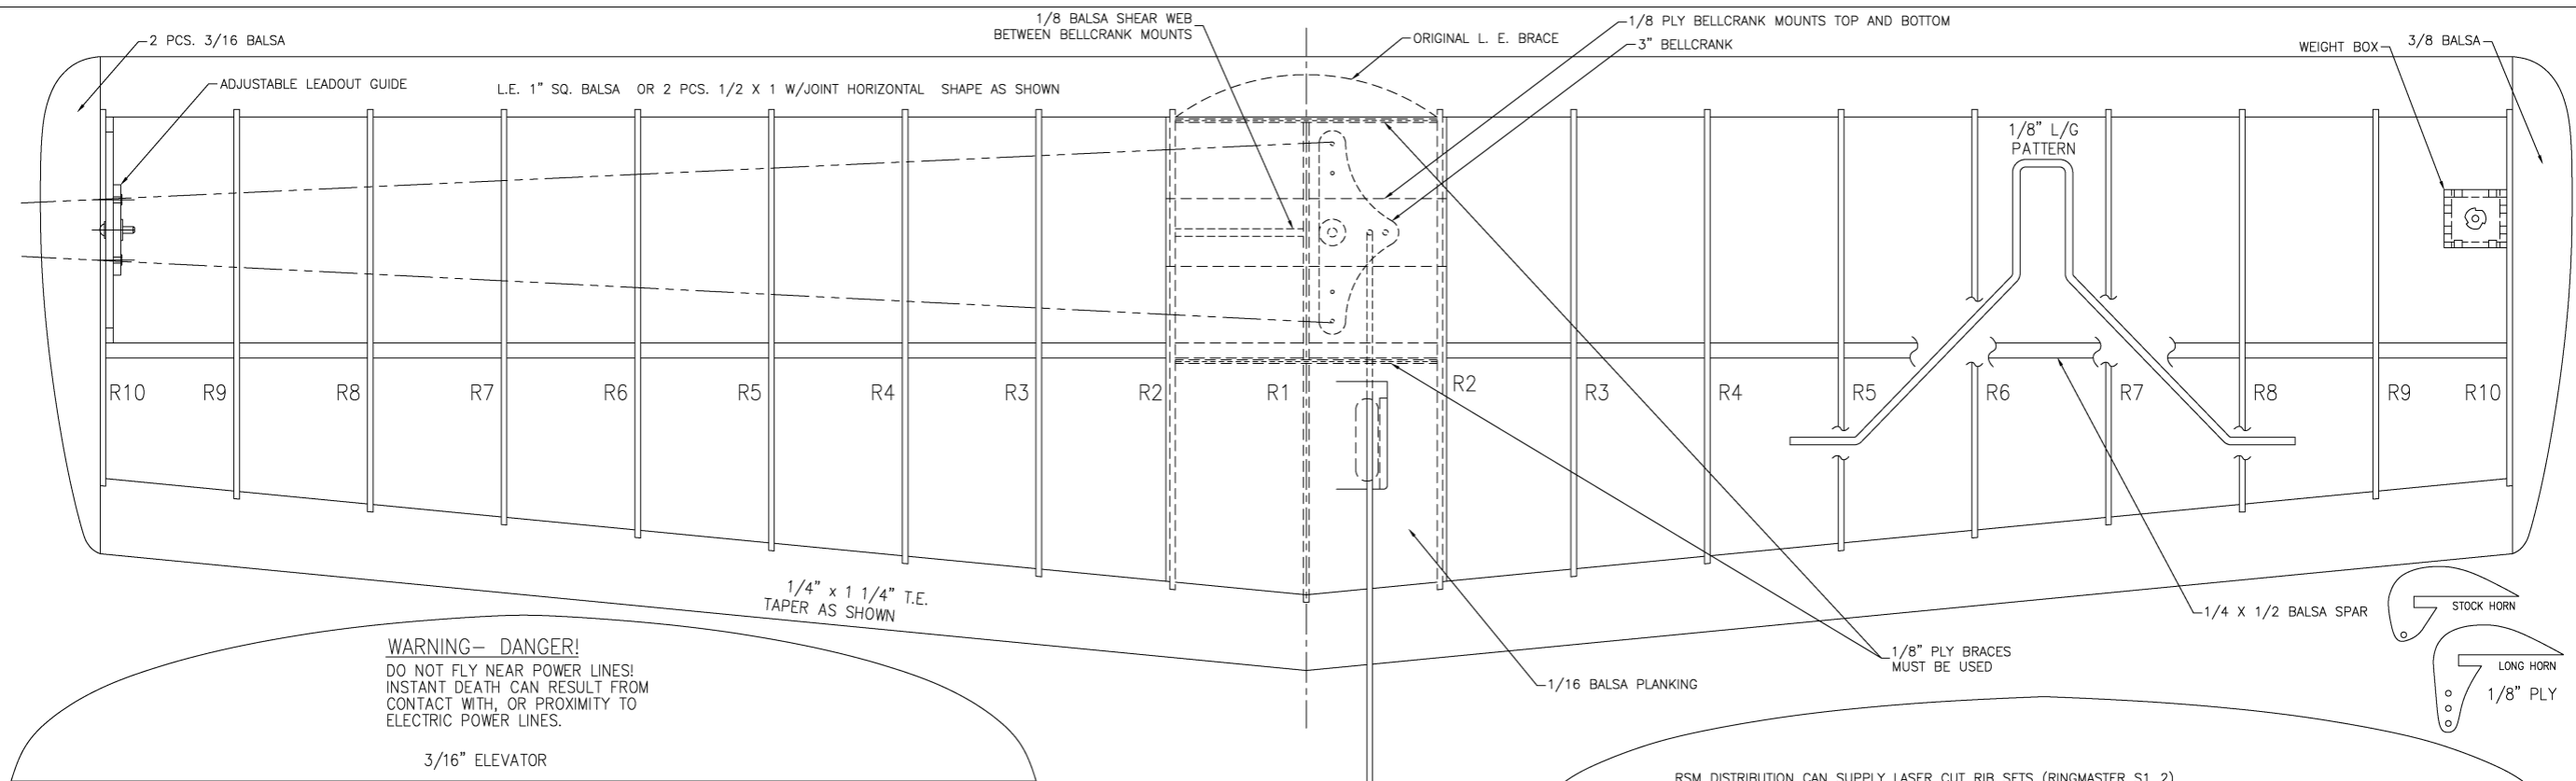 1/8 BALSA SHEAR WEB
BETWEEN BELLCRANK MOUNTS
1/8 PLY BELLCRANK MOUNTS TOP AND BOTTOM
2 PCS. 3/16 BALSA
ORIGINAL L. E. BRACE
3" BELLCRANK
WEIGHT BOX
3/8 BALSA
ADJUSTABLE LEADOUT GUIDE
L.E. 1" SQ. BALSA OR 2 PCS. 1/2 X 1 W/JOINT HORIZONTAL SHAPE AS SHOWN
1/8" L/G
PATTERN
R10 R9 R8 R7 R6 R5 R4 R3 R2 R1 R2 R3 R4 R5 R6 R7 R8 R9 R10
1/4" x 1 1/4" T.E.
TAPER AS SHOWN
1/4 X 1/2 BALSA SPAR
STOCK HORN
WARNING- DANGER!
DO NOT FLY NEAR POWER LINES!
INSTANT DEATH CAN RESULT FROM
CONTACT WITH, OR PROXIMITY TO
ELECTRIC POWER LINES.
1/8" PLY BRACES
MUST BE USED
LONG HORN
1/16 BALSA PLANKING
1/8" PLY
3/16" ELEVATOR
RSM DISTRIBUTION CAN SUPPLY LASER CUT RIB SETS (RINGMASTER S1, 2)